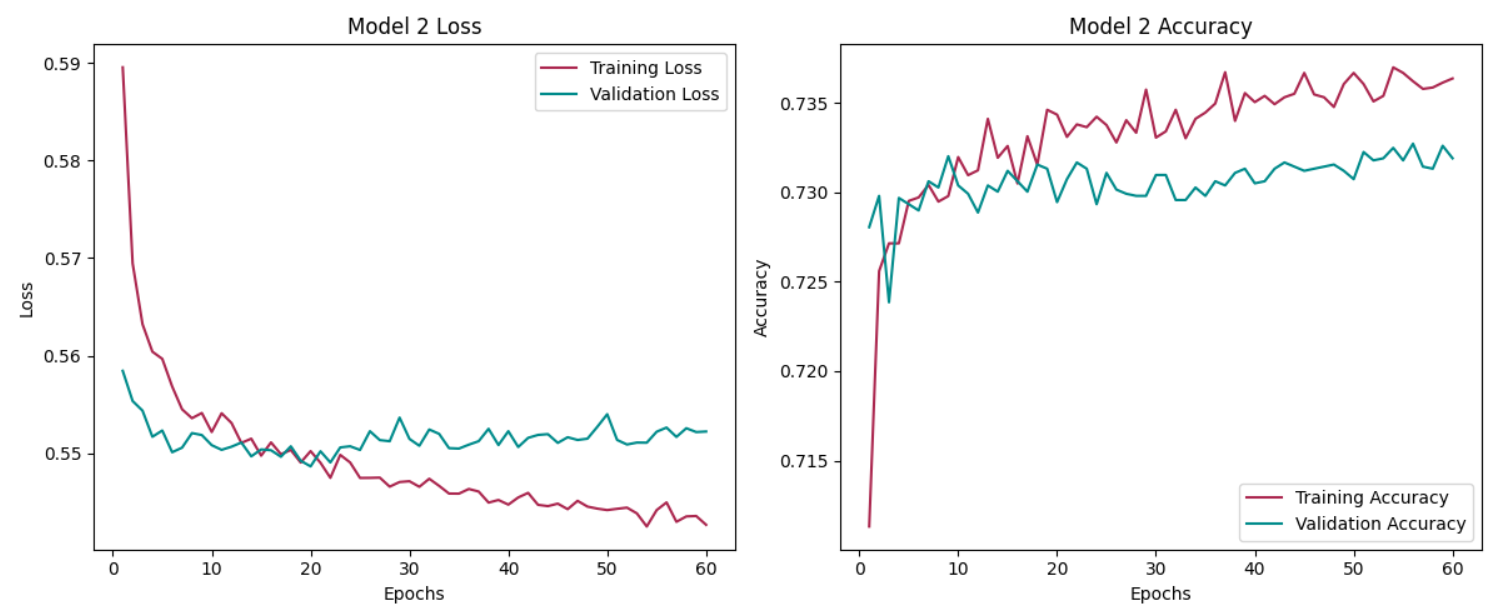 Model 2 Loss
Training Loss
Validation Loss
0.59
0.58
0.57
0.56
0.55
Loss
0 10 20 30 40 50 60
Epochs
Model 2 Accuracy
0.735
0.730
0.725
0.720
0.715
Accuracy
Training Accuracy
Validation Accuracy
0 10 20 30 40 50 60
Epochs